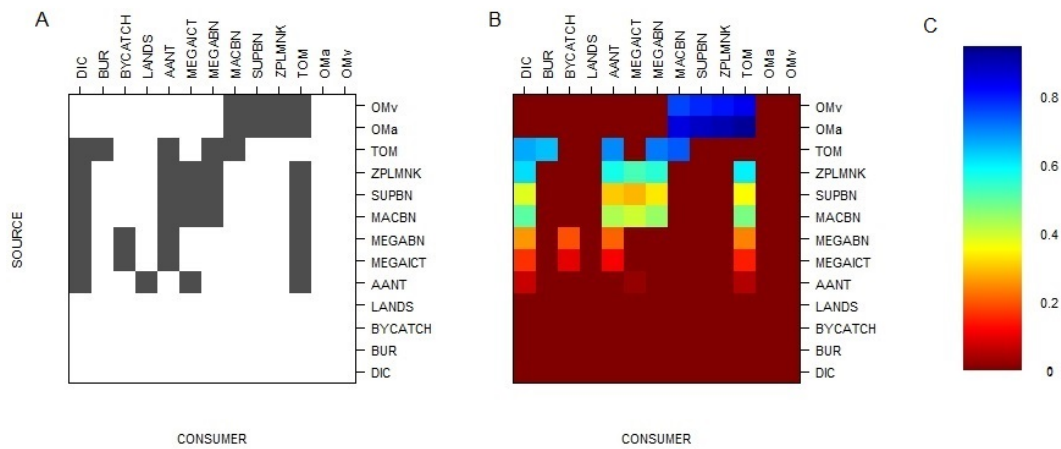 A
B
C
DIC
BUR
BYCATCH
LANDS
AANT
MEGAICT
MEGABN
MACBN
SUPBN
ZPLMNK
TOM
OMa
OMv
OMv
OMa
TOM
ZPLMNK
SUPBN
MACBN
MEGABN
MEGAICT
AANT
LANDS
BYCATCH
BUR
DIC
SOURCE
CONSUMER
DIC
BUR
BYCATCH
LANDS
AANT
MEGAICT
MEGABN
MACBN
SUPBN
ZPLMNK
TOM
OMa
OMv
OMv
OMa
TOM
ZPLMNK
SUPBN
MACBN
MEGABN
MEGAICT
AANT
LANDS
BYCATCH
BUR
DIC
CONSUMER
0.8
0.6
0.4
0.2
0